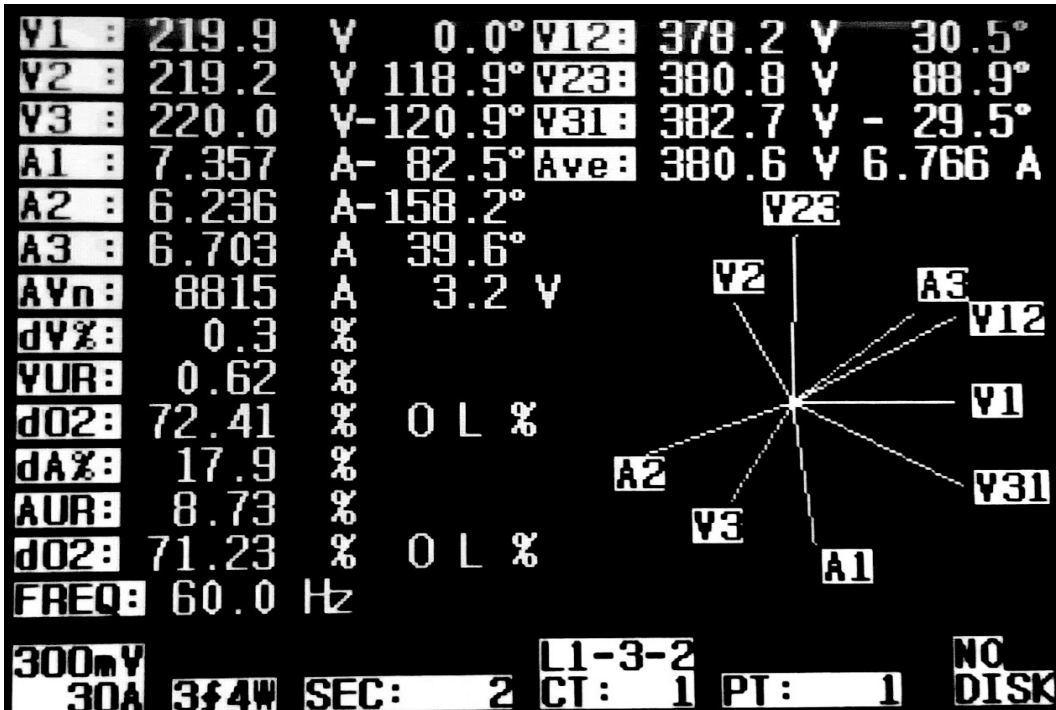 V1 : 219.9 V 0.0° V12: 378.2 V 30.5°
V2 : 219.2 V 118.9° V23: 380.8 V 88.9°
V3 : 220.0 V-120.9° V31: 382.7 V - 29.5°
A1 : 7.357 A- 82.5° Ave: 380.6 V 6.766 A
A2 : 6.236 A-158.2°
A3 : 6.703 A 39.6°
AVn: 8815 A 3.2 V
dV%: 0.3 %
VUR: 0.62 %
dO2: 72.41 % O L %
dA%: 17.9 %
AUR: 8.73 %
dO2: 71.23 % O L %
FREQ: 60.0 Hz
V23
V2
A3
V12
V1
A2
V31
V3
A1
300mV
30A 3∮4W SEC: 2
L1-3-2
CT: 1 PT: 1
NO
DISK